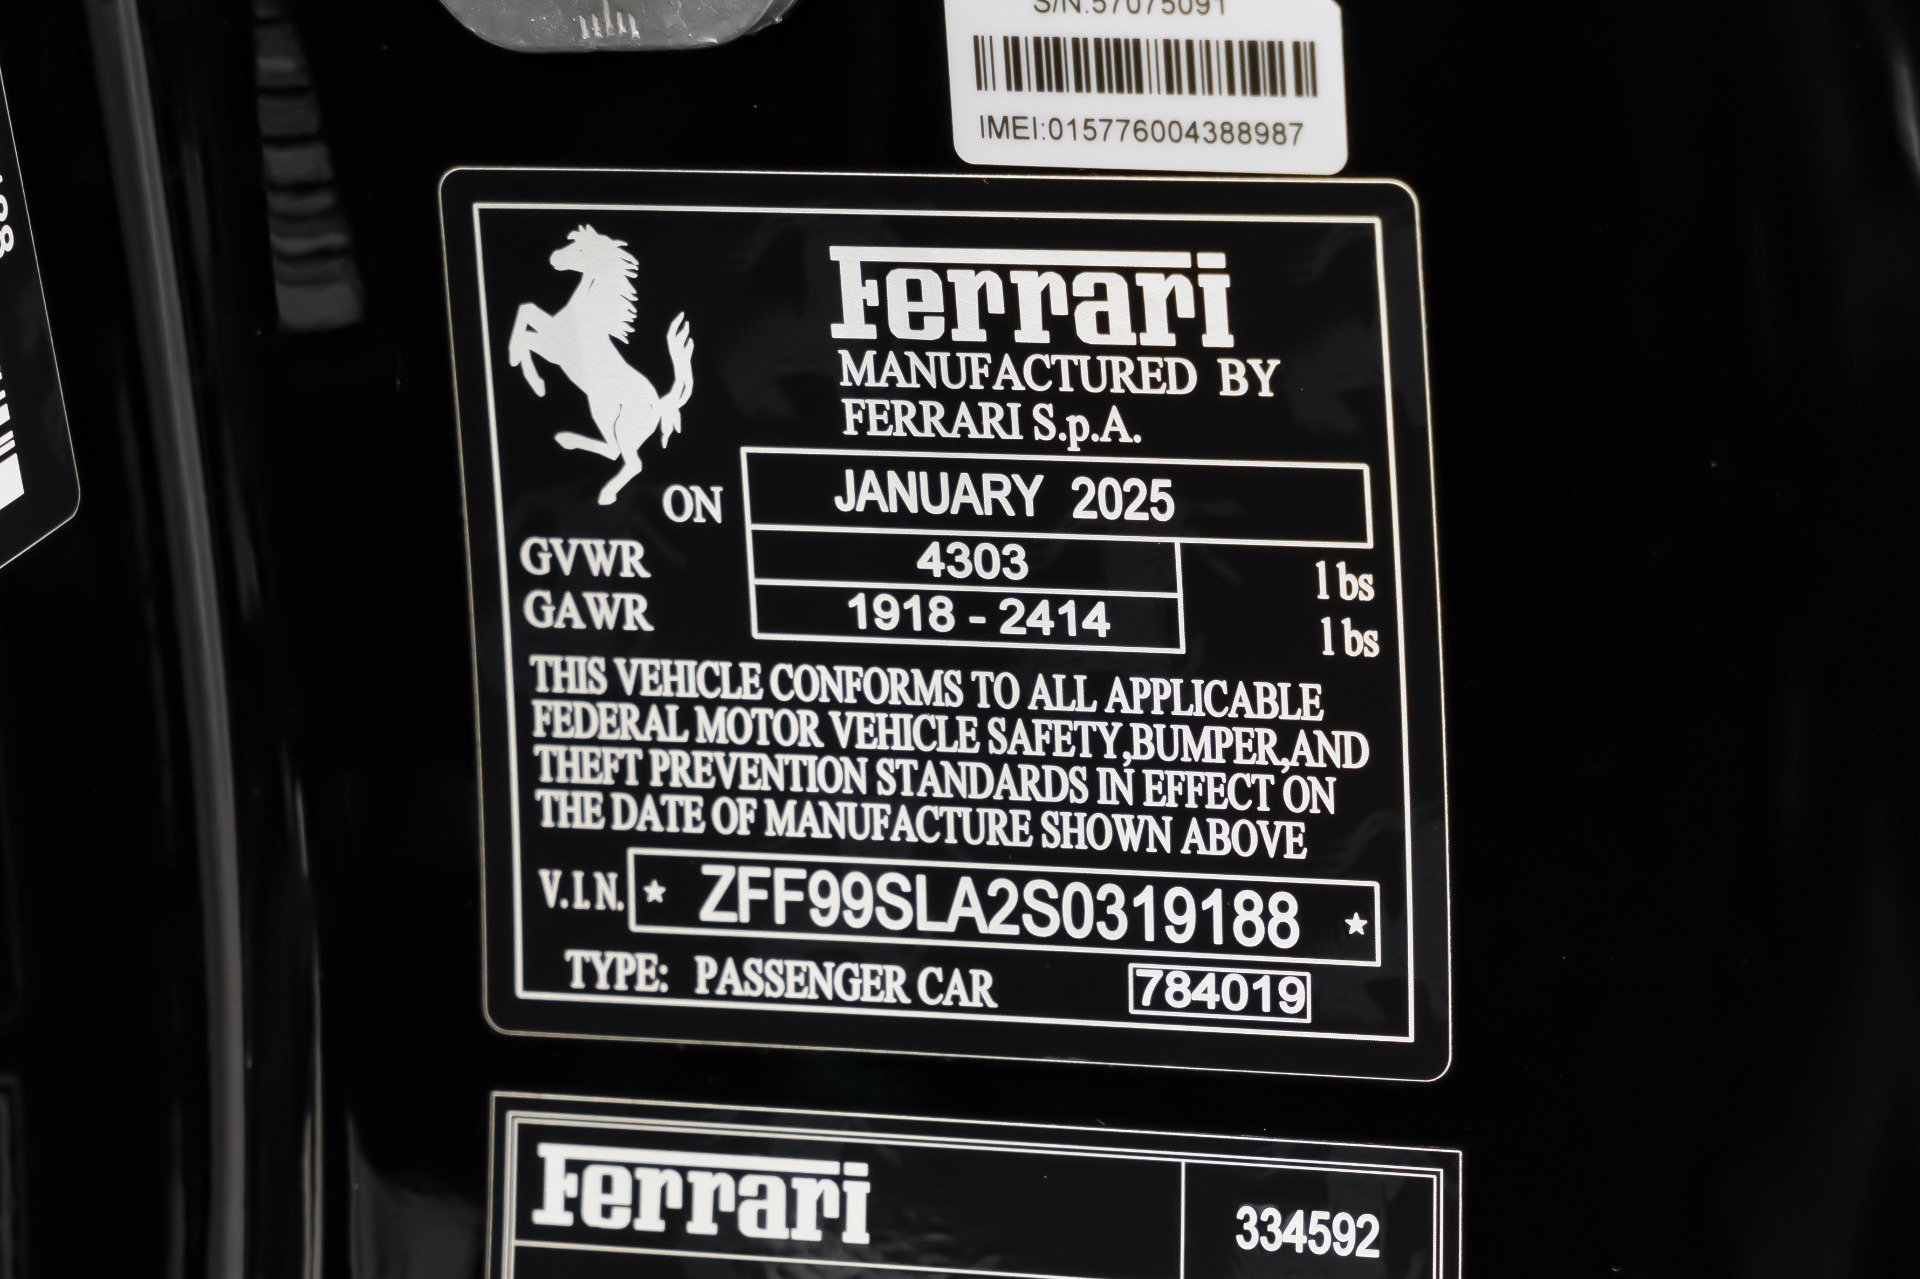 S/N:57075091
IMEI:015776004388987
Ferrari
MANUFACTURED BY
FERRARI S.p.A.
ON JANUARY 2025
GVWR 4303 lbs
GAWR 1918 - 2414 lbs
THIS VEHICLE CONFORMS TO ALL APPLICABLE
FEDERAL MOTOR VEHICLE SAFETY,BUMPER,AND
THEFT PREVENTION STANDARDS IN EFFECT ON
THE DATE OF MANUFACTURE SHOWN ABOVE
V.I.N. ★ ZFF99SLA2S0319188 ★
TYPE: PASSENGER CAR 784019
Ferrari 334592